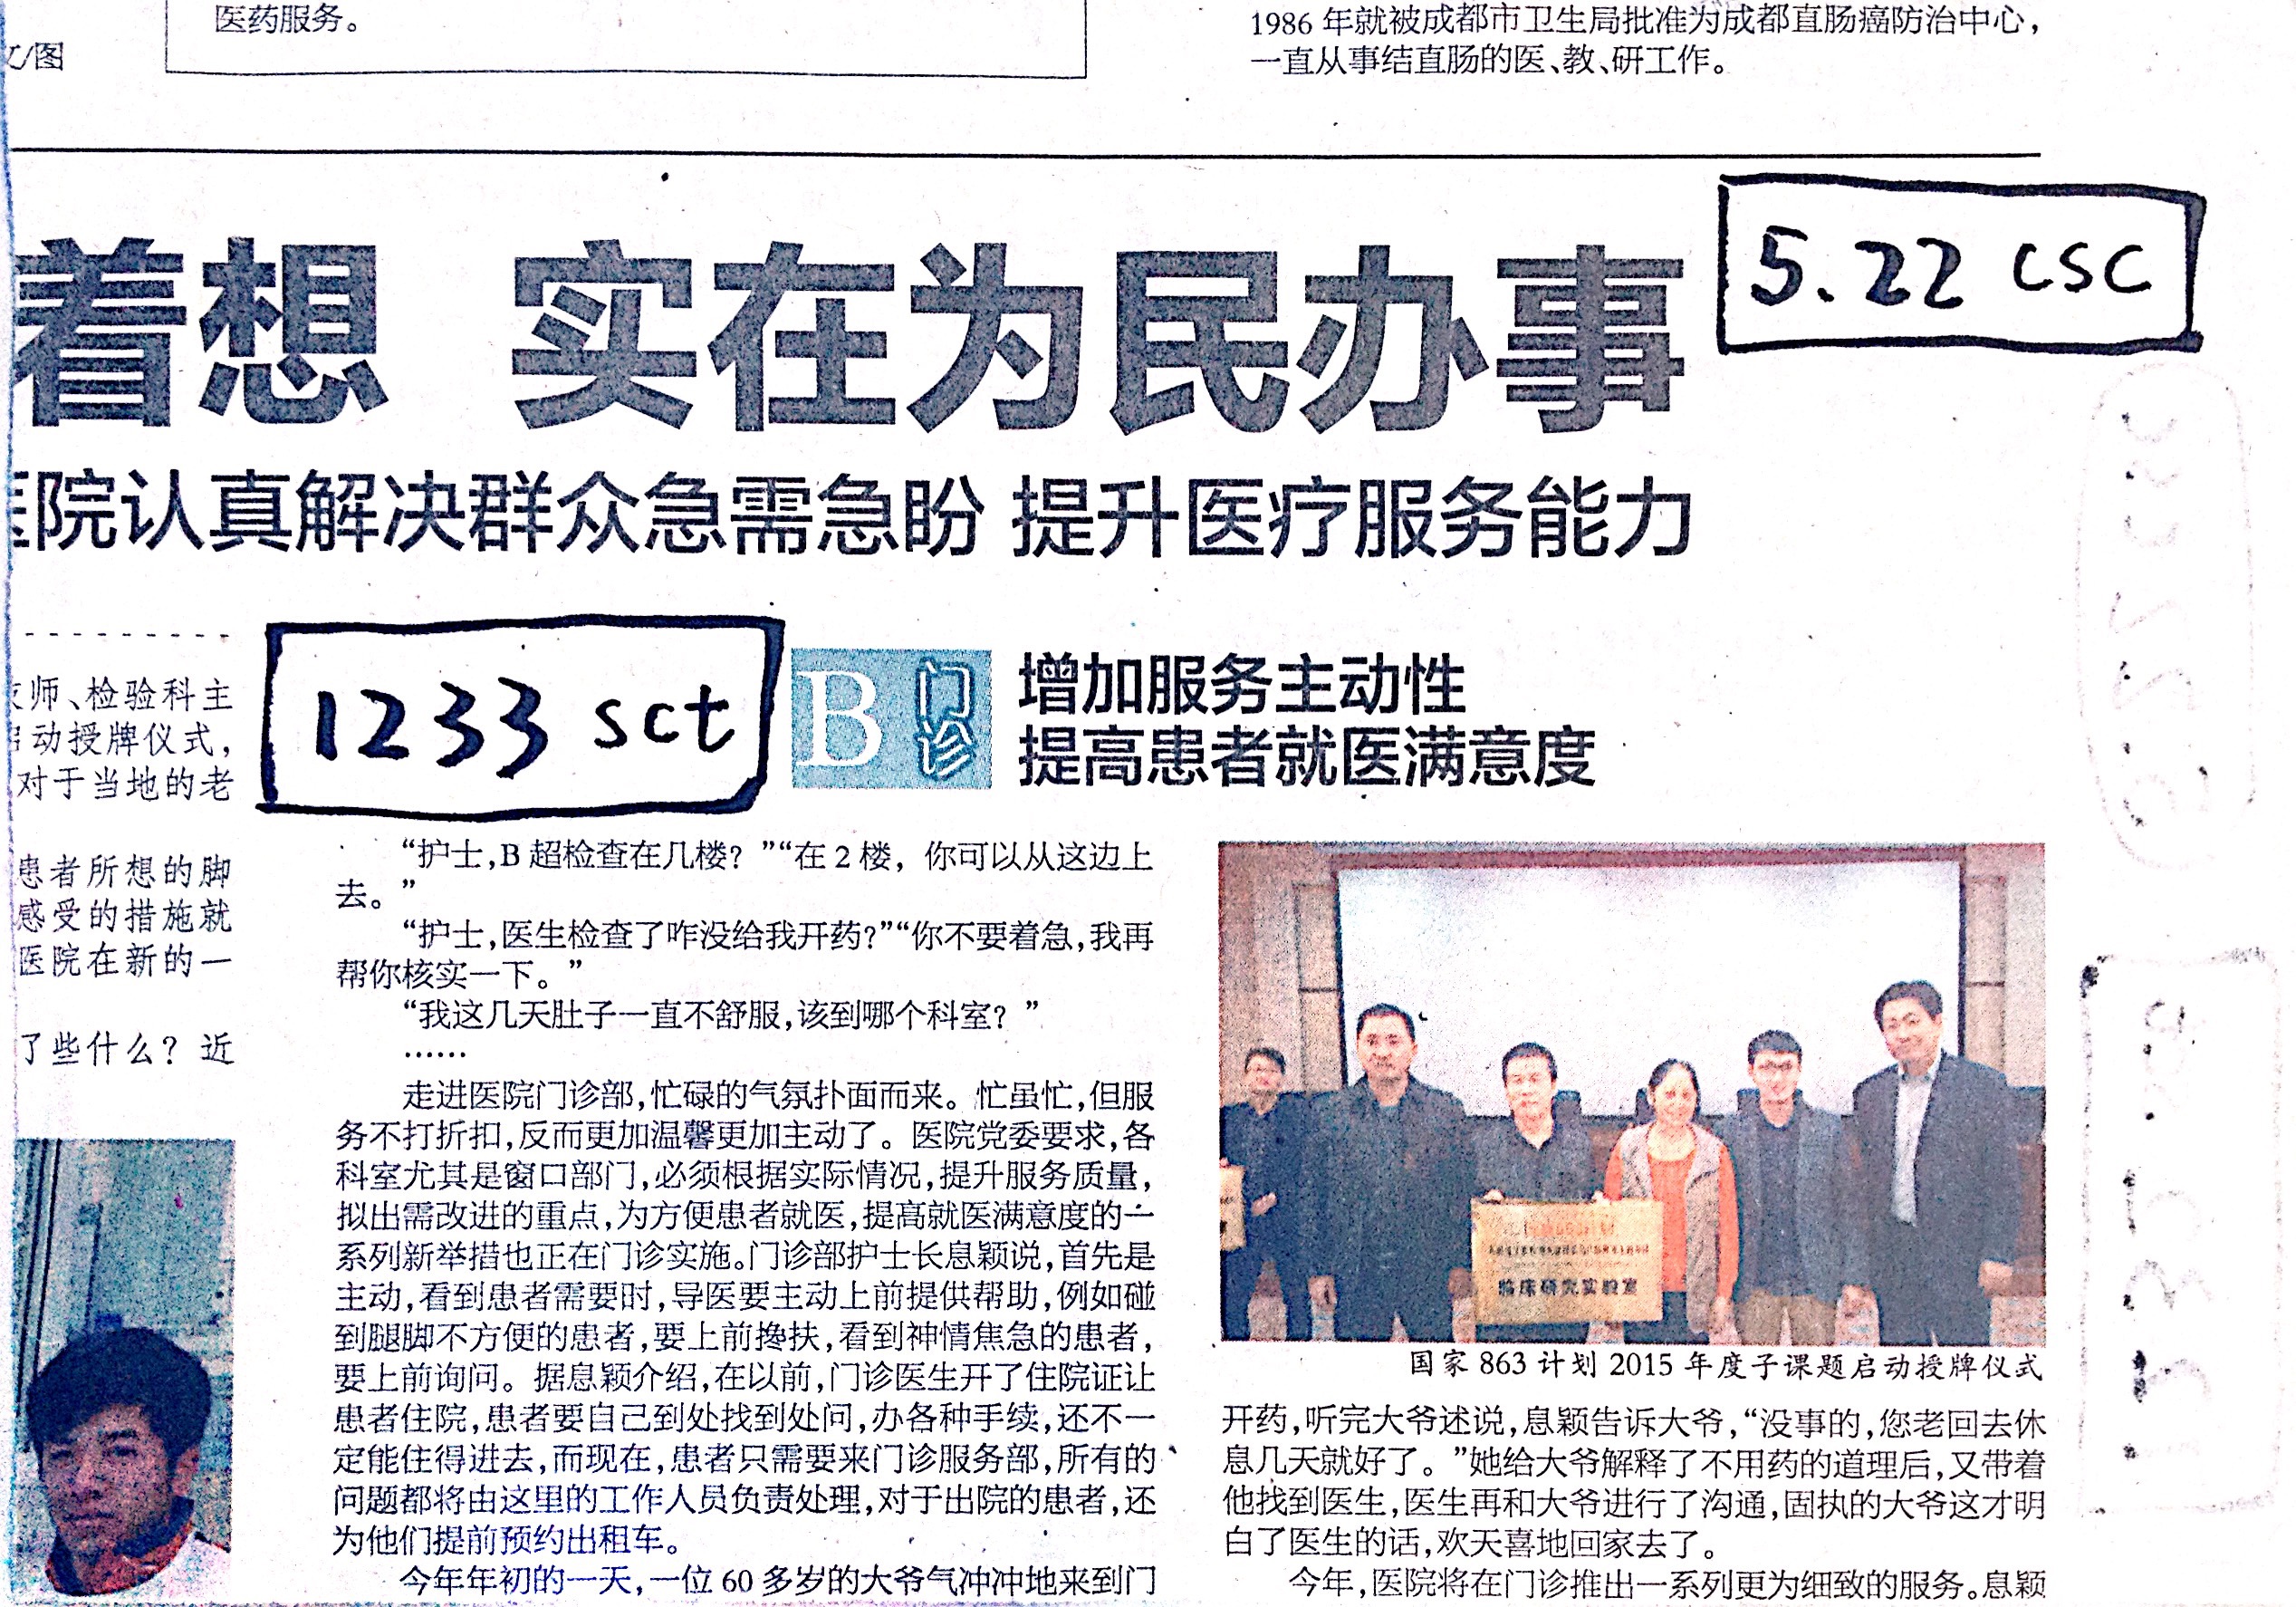 医药服务。
文/图
1986 年就被成都市卫生局批准为成都直肠癌防治中心，
一直从事结直肠的医、教、研工作。
着想 实在为民办事
5.22 csc
医院认真解决群众急需急盼 提升医疗服务能力
师、检验科主
动授牌仪式，
对于当地的老
患者所想的脚
感受的措施就
医院在新的一
了些什么？近
1233 sct
B 门诊
增加服务主动性
提高患者就医满意度
“护士，B 超检查在几楼？”“在 2 楼，你可以从这边上
去。”
“护士，医生检查了咋没给我开药？”“你不要着急，我再
帮你核实一下。”
“我这几天肚子一直不舒服，该到哪个科室？”
……
走进医院门诊部，忙碌的气氛扑面而来。忙虽忙，但服
务不打折扣，反而更加温馨更加主动了。医院党委要求，各
科室尤其是窗口部门，必须根据实际情况，提升服务质量，
拟出需改进的重点，为方便患者就医，提高就医满意度的一
系列新举措也正在门诊实施。门诊部护士长息颖说，首先是
主动，看到患者需要时，导医要主动上前提供帮助，例如碰
到腿脚不方便的患者，要上前搀扶，看到神情焦急的患者，
要上前询问。据息颖介绍，在以前，门诊医生开了住院证让
患者住院，患者要自己到处找到处问，办各种手续，还不一
定能住得进去，而现在，患者只需要来门诊服务部，所有的
问题都将由这里的工作人员负责处理，对于出院的患者，还
为他们提前预约出租车。
今年年初的一天，一位 60 多岁的大爷气冲冲地来到门
临床研究实验室
国家 863 计划 2015 年度子课题启动授牌仪式
开药，听完大爷述说，息颖告诉大爷，“没事的，您老回去休
息几天就好了。”她给大爷解释了不用药的道理后，又带着
他找到医生，医生再和大爷进行了沟通，固执的大爷这才明
白了医生的话，欢天喜地回家去了。
今年，医院将在门诊推出一系列更为细致的服务。息颖